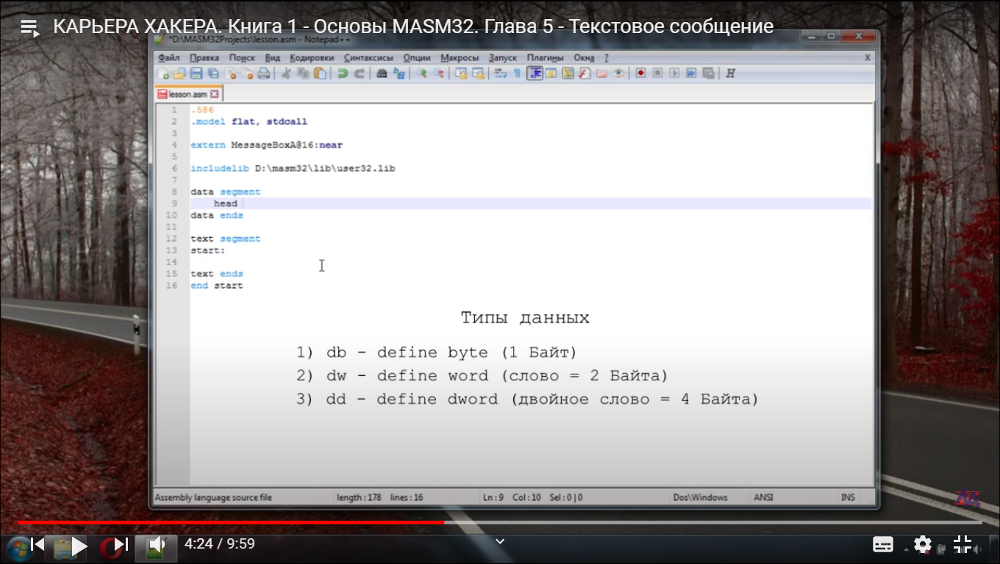 КАРЬЕРА ХАКЕРА. Книга 1 - Основы MASM32. Глава 5 - Текстовое сообщение
*D:\MASM32Projects\lesson.asm - Notepad++
Файл Правка Поиск Вид Кодировки Синтаксисы Опции Макросы Запуск Плагины Окна ? X
H
lesson.asm
1 .586
2 .model flat, stdcall
3
4 extern MessageBoxA@16:near
5
6 includelib D:\masm32\lib\user32.lib
7
8 data segment
9 head
10 data ends
11
12 text segment
13 start:
14
15 text ends
16 end start
Типы данных
1) db - define byte (1 Байт)
2) dw - define word (слово = 2 Байта)
3) dd - define dword (двойное слово = 4 Байта)
Assembly language source file length : 178 lines : 16 Ln : 9 Col : 10 Sel : 0 | 0 Dos\Windows ANSI INS
4:24 / 9:59